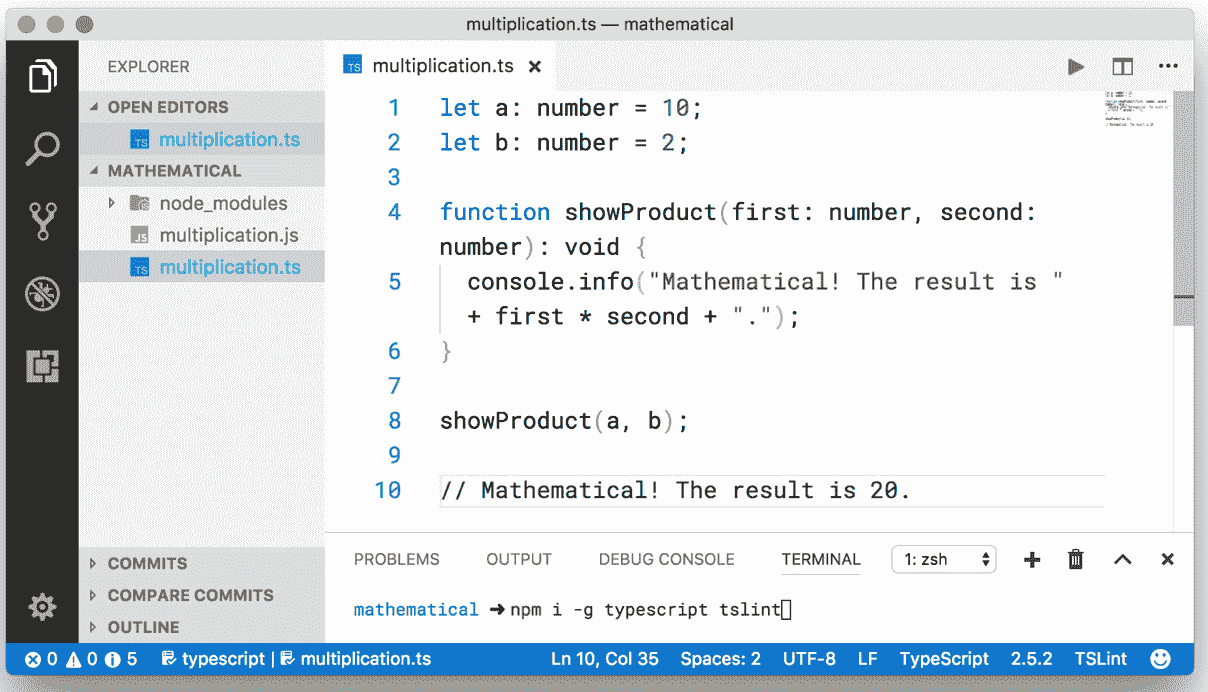 multiplication.ts — mathematical
EXPLORER
OPEN EDITORS
TS multiplication.ts
MATHEMATICAL
node_modules
JS multiplication.js
TS multiplication.ts
COMMITS
COMPARE COMMITS
OUTLINE
TS multiplication.ts
1 let a: number = 10;
2 let b: number = 2;
3
4 function showProduct(first: number, second:
number): void {
5 console.info("Mathematical! The result is "
+ first * second + ".");
6 }
7
8 showProduct(a, b);
9
10 // Mathematical! The result is 20.
PROBLEMS OUTPUT DEBUG CONSOLE TERMINAL 1: zsh
mathematical ➜ npm i -g typescript tslint
0 0 5 typescript | multiplication.ts Ln 10, Col 35 Spaces: 2 UTF-8 LF TypeScript 2.5.2 TSLint